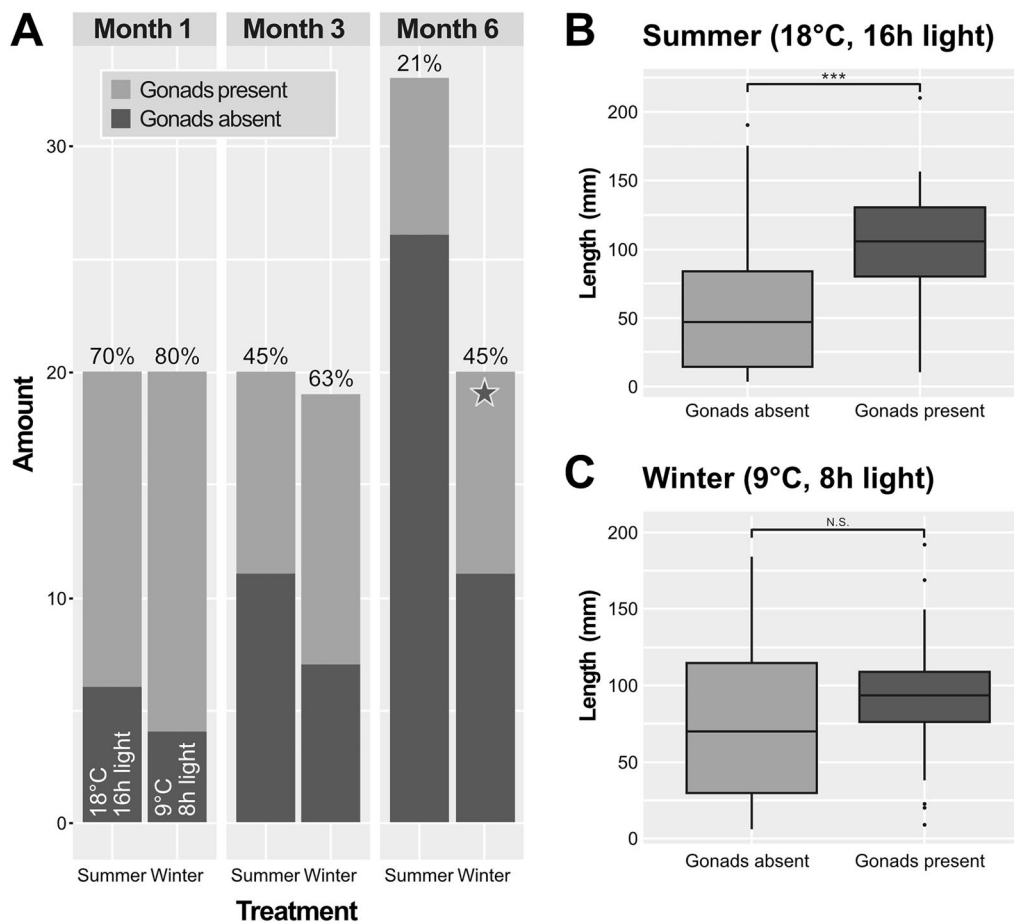 A
Month 1
Month 3
Month 6
Gonads present
Gonads absent
70%
80%
45%
63%
21%
45%
30
20
10
0
Amount
18°C
16h light
9°C
8h light
Summer Winter
Summer Winter
Summer Winter
Treatment
B
Summer (18°C, 16h light)
***
200
150
100
50
0
Length (mm)
Gonads absent
Gonads present
C
Winter (9°C, 8h light)
N.S.
200
150
100
50
0
Length (mm)
Gonads absent
Gonads present